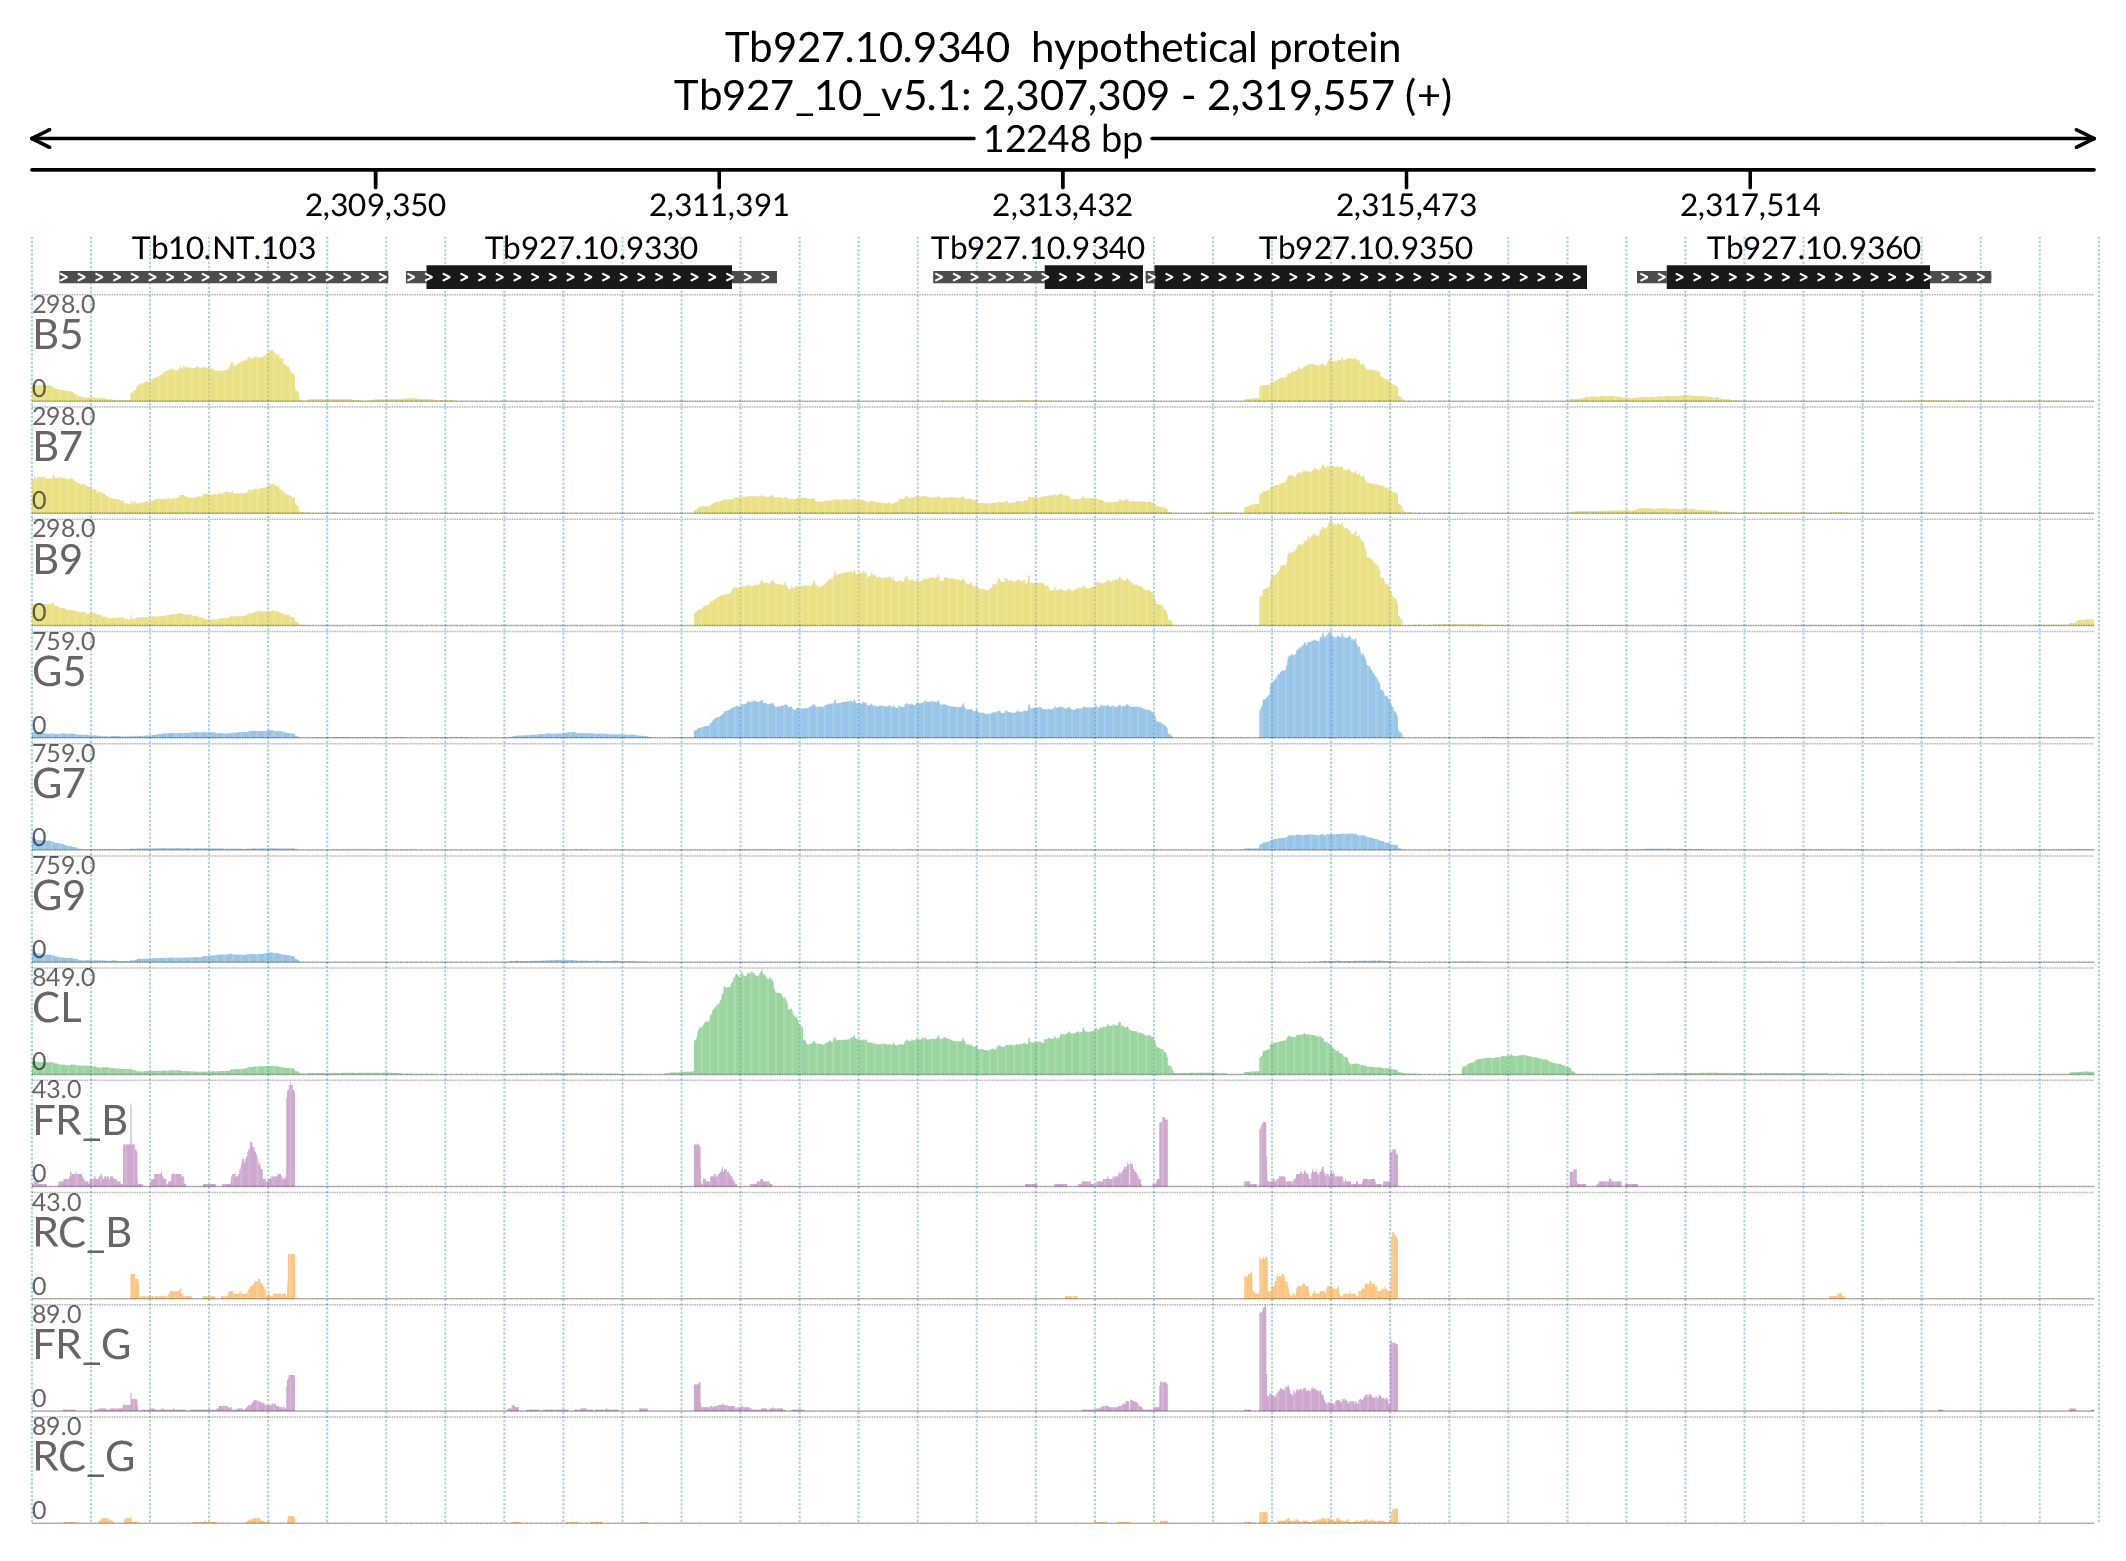 Tb927.10.9340 hypothetical protein
Tb927_10_v5.1: 2,307,309 - 2,319,557 (+)
12248 bp
2,309,350 2,311,391 2,313,432 2,315,473 2,317,514
Tb10.NT.103 Tb927.10.9330 Tb927.10.9340 Tb927.10.9350 Tb927.10.9360
298.0
B5
0
298.0
B7
0
298.0
B9
0
759.0
G5
0
759.0
G7
0
759.0
G9
0
849.0
CL
0
43.0
FR_B
0
43.0
RC_B
0
89.0
FR_G
0
89.0
RC_G
0